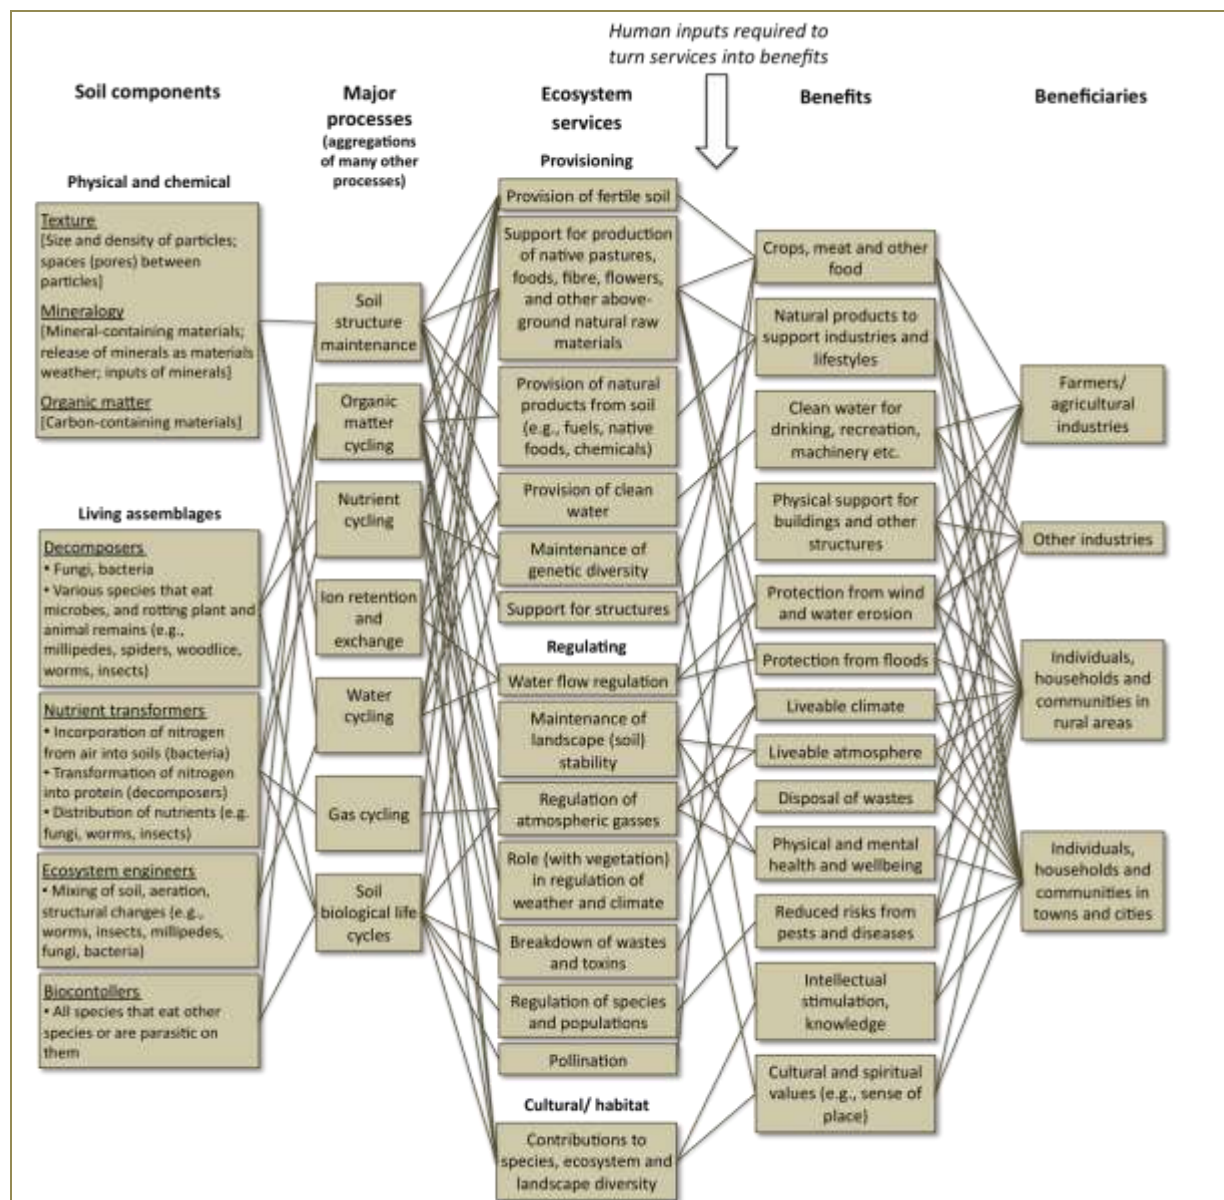 Human inputs required to
turn services into benefits
Soil components
Major
processes
(aggregations
of many other
processes)
Ecosystem
services
Benefits
Beneficiaries
Physical and chemical
Texture
[Size and density of particles;
spaces (pores) between
particles]
Mineralogy
[Mineral-containing materials;
release of minerals as materials
weather; inputs of minerals]
Organic matter
[Carbon-containing materials]
Living assemblages
Decomposers
• Fungi, bacteria
• Various species that eat
microbes, and rotting plant and
animal remains (e.g.,
millipedes, spiders, woodlice,
worms, insects)
Nutrient transformers
• Incorporation of nitrogen
from air into soils (bacteria)
• Transformation of nitrogen
into protein (decomposers)
• Distribution of nutrients (e.g.
fungi, worms, insects)
Ecosystem engineers
• Mixing of soil, aeration,
structural changes (e.g.,
worms, insects, millipedes,
fungi, bacteria)
Biocontollers
• All species that eat other
species or are parasitic on
them
Soil
structure
maintenance
Organic
matter cycling
Nutrient
cycling
Ion retention
and
exchange
Water
cycling
Gas cycling
Soil
biological life
cycles
Provisioning
Provision of fertile soil
Support for production
of native pastures,
foods, fibre, flowers,
and other above-
ground natural raw
materials
Provision of natural
products from soil
(e.g., fuels, native
foods, chemicals)
Provision of clean
water
Maintenance of
genetic diversity
Support for structures
Regulating
Water flow regulation
Maintenance of
landscape (soil)
stability
Regulation of
atmospheric gasses
Role (with vegetation)
in regulation of
weather and climate
Breakdown of wastes
and toxins
Regulation of species
and populations
Pollination
Cultural/ habitat
Contributions to
species, ecosystem and
landscape diversity
Crops, meat and other
food
Natural products to
support industries and
lifestyles
Clean water for
drinking, recreation,
machinery etc.
Physical support for
buildings and other
structures
Protection from wind
and water erosion
Protection from floods
Liveable climate
Liveable atmosphere
Disposal of wastes
Physical and mental
health and wellbeing
Reduced risks from
pests and diseases
Intellectual
stimulation,
knowledge
Cultural and spiritual
values (e.g., sense of
place)
Farmers/
agricultural
industries
Other industries
Individuals,
households and
communities in
rural areas
Individuals,
households and
communities in
towns and cities